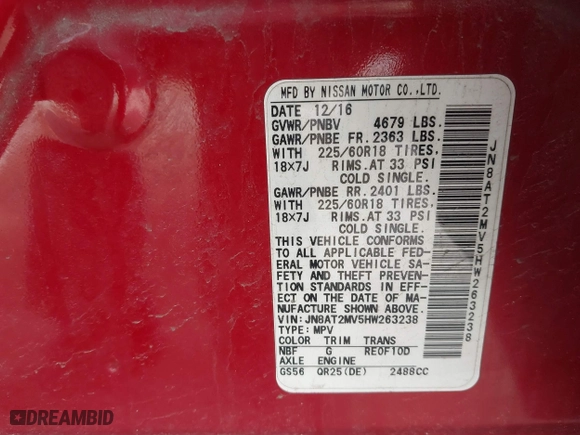 MFD BY NISSAN MOTOR CO.,LTD.
DATE 12/16
GVWR/PNBV 4679 LBS.
GAWR/PNBE FR. 2363 LBS.
WITH 225/60R18 TIRES,
18×7J RIMS.AT 33 PSI
COLD SINGLE.
GAWR/PNBE RR. 2401 LBS.
WITH 225/60R18 TIRES,
18×7J RIMS.AT 33 PSI
COLD SINGLE.
THIS VEHICLE CONFORMS
TO ALL APPLICABLE FED-
ERAL MOTOR VEHICLE SA-
FETY AND THEFT PREVEN-
TION STANDARDS IN EFF-
ECT ON THE DATE OF MA-
NUFACTURE SHOWN ABOVE.
VIN: JN8AT2MV5HW263238
TYPE: MPV
COLOR TRIM TRANS
NBF G RE0F10D
AXLE ENGINE
GS56 QR25(DE) 2488CC
JN8AT2MV5HW263238
DREAMBID